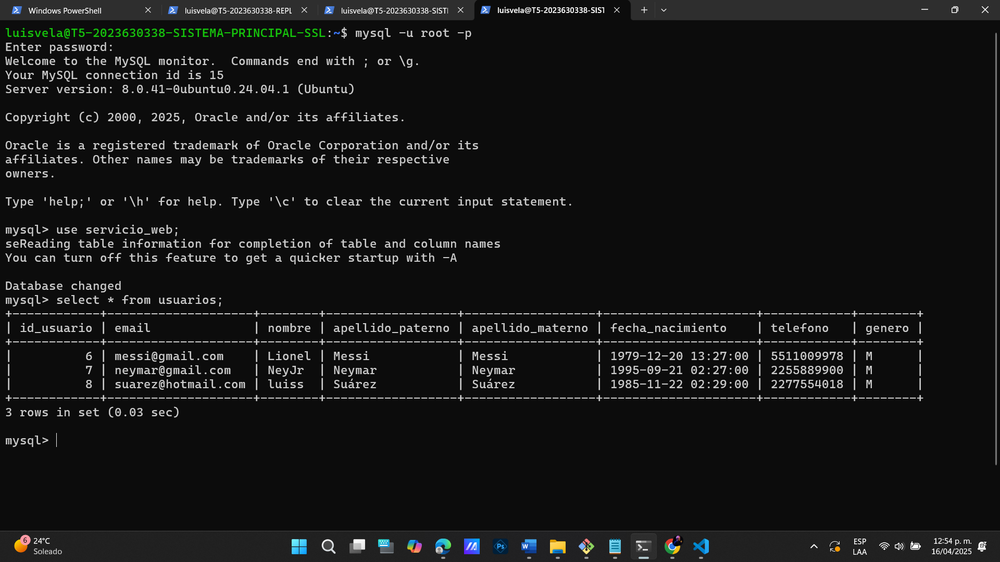 Windows PowerShell
luisvela@T5-2023630338-REPL
luisvela@T5-2023630338-SISTI
luisvela@T5-2023630338-SIST
luisvela@T5-2023630338-SISTEMA-PRINCIPAL-SSL:~$ mysql -u root -p
Enter password:
Welcome to the MySQL monitor.  Commands end with ; or \g.
Your MySQL connection id is 15
Server version: 8.0.41-0ubuntu0.24.04.1 (Ubuntu)
Copyright (c) 2000, 2025, Oracle and/or its affiliates.
Oracle is a registered trademark of Oracle Corporation and/or its
affiliates. Other names may be trademarks of their respective
owners.
Type 'help;' or '\h' for help. Type '\c' to clear the current input statement.
mysql> use servicio_web;
seReading table information for completion of table and column names
You can turn off this feature to get a quicker startup with -A
Database changed
mysql> select * from usuarios;
+------------+--------------------+--------+------------------+------------------+---------------------+------------+--------+
| id_usuario | email              | nombre | apellido_paterno | apellido_materno | fecha_nacimiento    | telefono   | genero |
+------------+--------------------+--------+------------------+------------------+---------------------+------------+--------+
|          6 | messi@gmail.com    | Lionel | Messi            | Messi            | 1979-12-20 13:27:00 | 5511009978 | M      |
|          7 | neymar@gmail.com   | NeyJr  | Neymar           | Neymar           | 1995-09-21 02:27:00 | 2255889900 | M      |
|          8 | suarez@hotmail.com | luiss  | Suárez           | Suárez           | 1985-11-22 02:29:00 | 2277554018 | M      |
+------------+--------------------+--------+------------------+------------------+---------------------+------------+--------+
3 rows in set (0.03 sec)
mysql>
6
24°C
Soleado
Ps
W
ESP
LAA
12:54 p. m.
16/04/2025